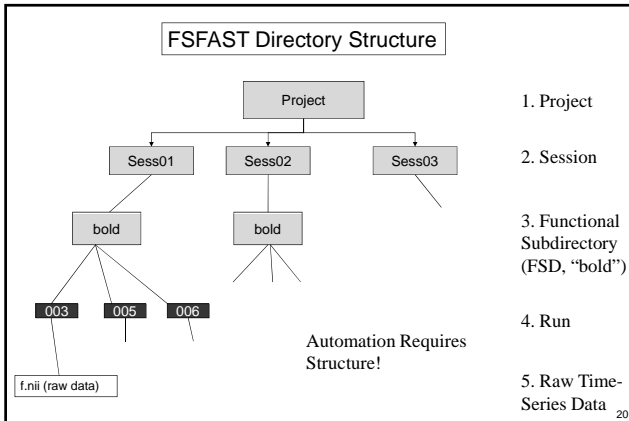 FSFAST Directory Structure
Project
Sess01
Sess02
Sess03
bold
bold
003
005
006
f.nii (raw data)
Automation Requires
Structure!
1. Project
2. Session
3. Functional
Subdirectory
(FSD, “bold”)
4. Run
5. Raw Time-
Series Data
20